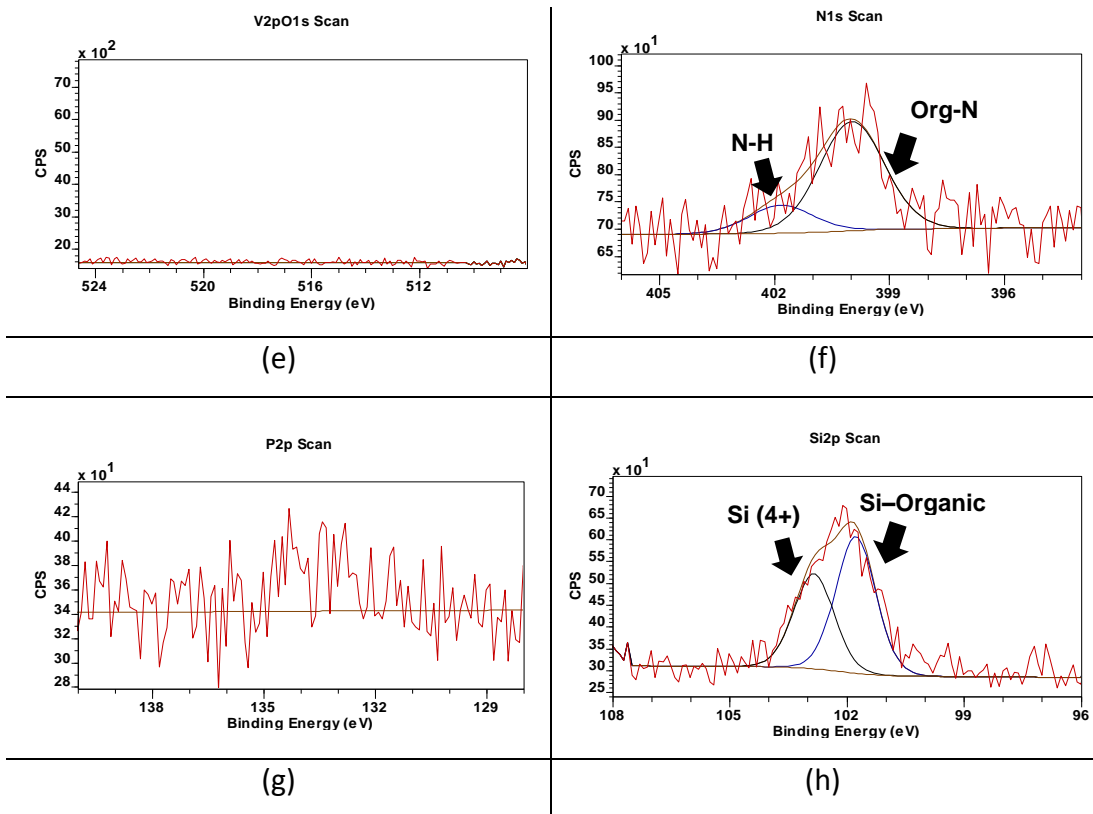 V2pO1s Scan
x 10²
70
60
50
40
30
20
CPS
524 520 516 512
Binding Energy (eV)
(e)
N1s Scan
x 10¹
100
95
90
85
80
75
70
65
CPS
N-H
Org-N
405 402 399 396
Binding Energy (eV)
(f)
P2p Scan
x 10¹
44
42
40
38
36
34
32
30
28
CPS
138 135 132 129
Binding Energy (eV)
(g)
Si2p Scan
x 10¹
70
65
60
55
50
45
40
35
30
25
CPS
Si (4+)
Si–Organic
108 105 102 99 96
Binding Energy (eV)
(h)